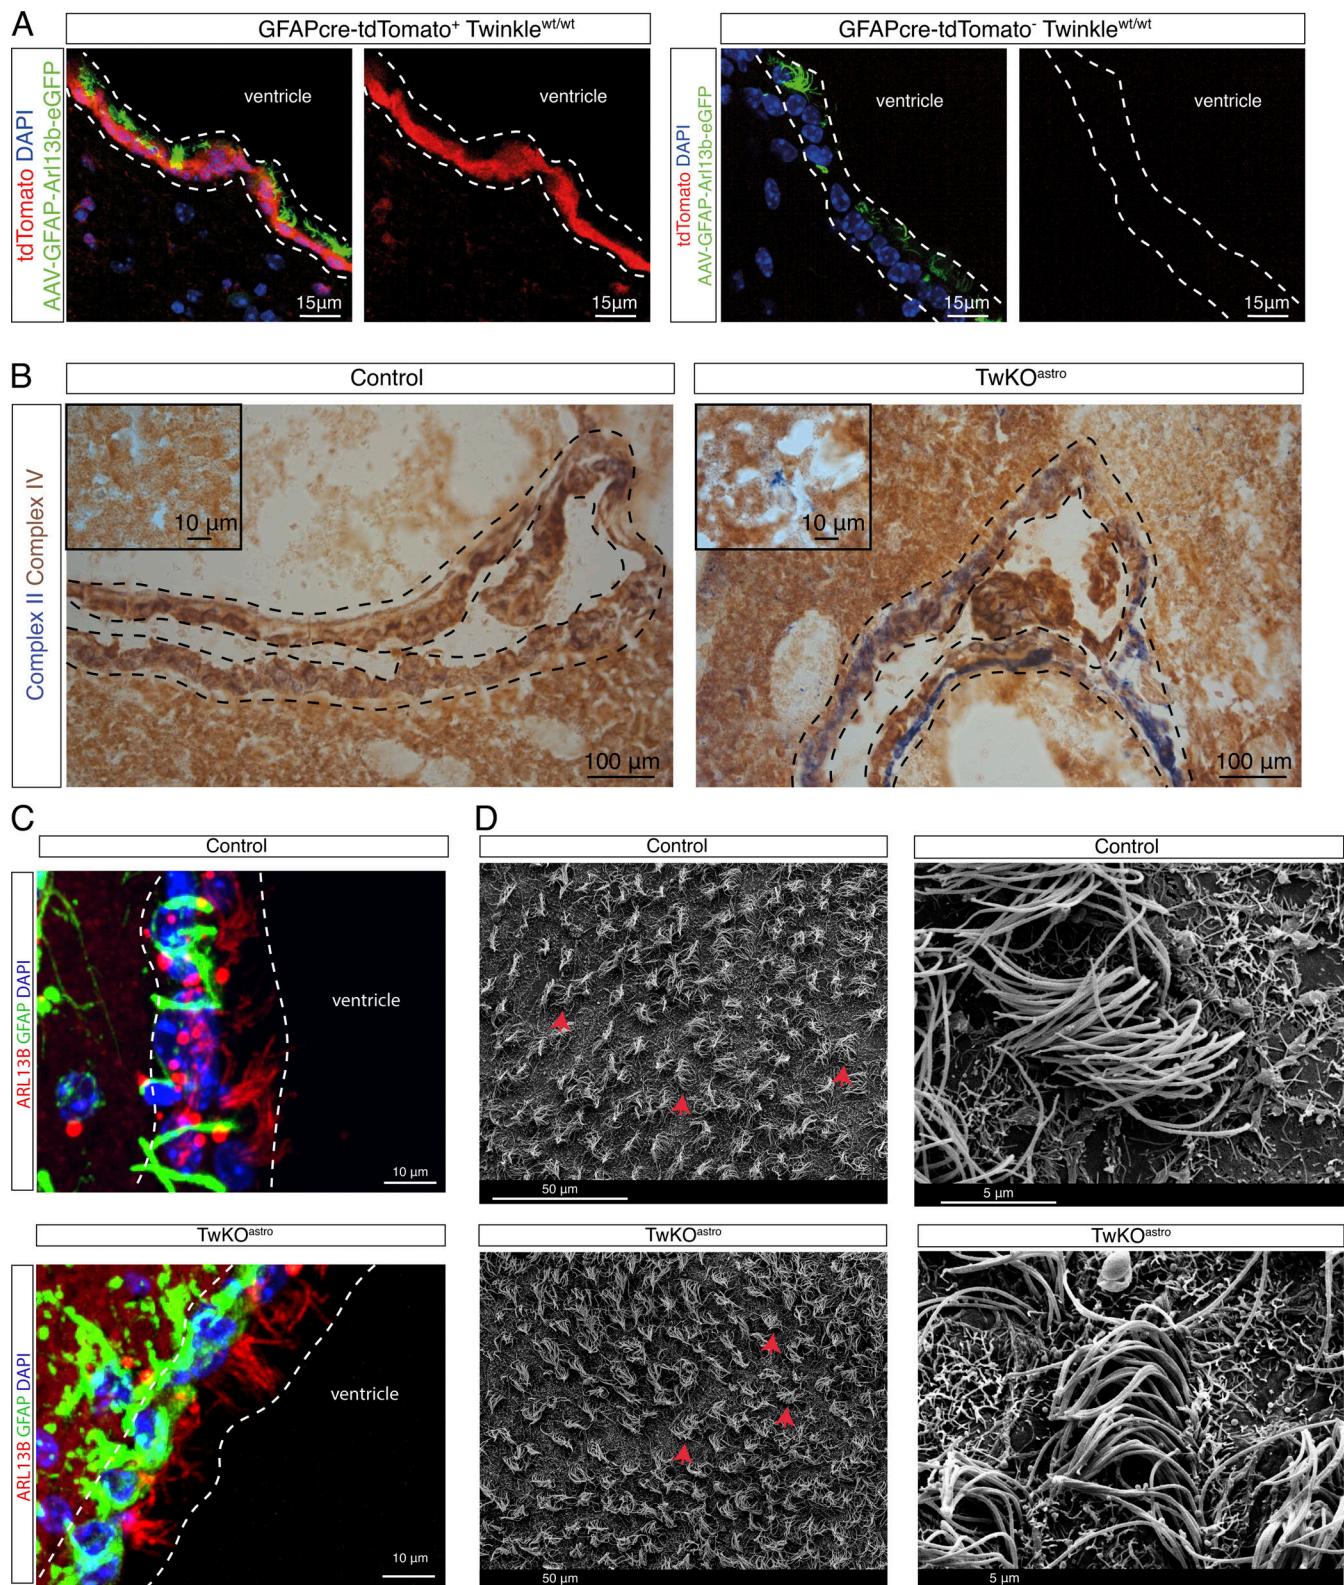 A
GFAPcre-tdTomato⁺ Twinkleʷᵗ/ʷᵗ
GFAPcre-tdTomato⁻ Twinkleʷᵗ/ʷᵗ
tdTomato DAPI
AAV-GFAP-Arl13b-eGFP
ventricle
15μm
ventricle
15μm
tdTomato DAPI
AAV-GFAP-Arl13b-eGFP
ventricle
15μm
ventricle
15μm
B
Control
TwKOᵃˢᵗʳᵒ
Complex II Complex IV
10 μm
100 μm
10 μm
100 μm
C
Control
ARL13B GFAP DAPI
ventricle
10 μm
TwKOᵃˢᵗʳᵒ
ARL13B GFAP DAPI
ventricle
10 μm
D
Control
50 μm
Control
5 μm
TwKOᵃˢᵗʳᵒ
50 μm
TwKOᵃˢᵗʳᵒ
5 μm